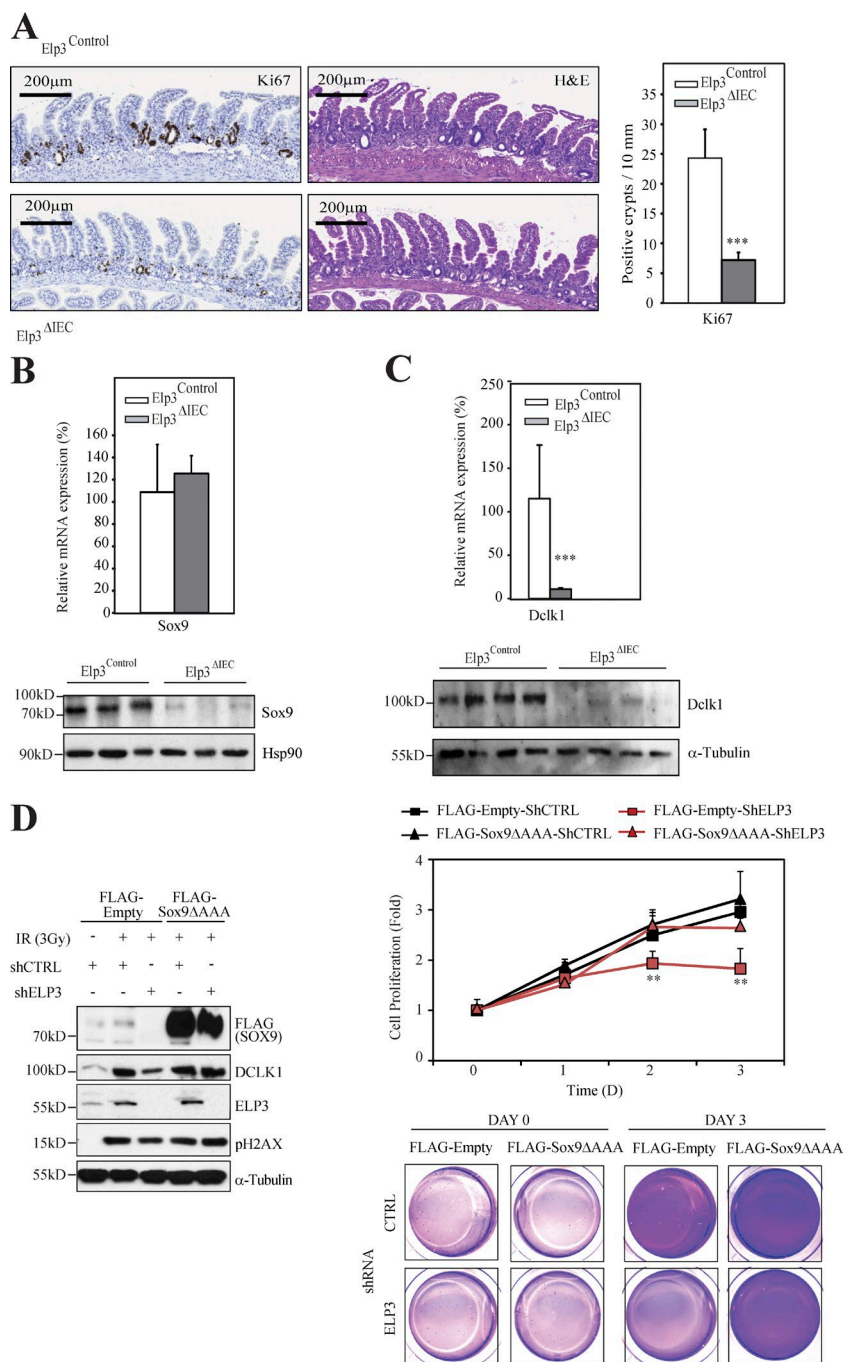 A
Elp3 Control
200μm
Ki67
200μm
H&E
200μm
200μm
Elp3 ΔIEC
Elp3 Control
Elp3 ΔIEC
Positive crypts / 10 mm
35
30
25
20
15
10
5
0
***
Ki67
B
Elp3 Control
Elp3 ΔIEC
Relative mRNA expression (%)
160
140
120
100
80
60
40
20
0
Sox9
Elp3 Control
Elp3 ΔIEC
100kD
70kD
Sox9
90kD
Hsp90
C
Elp3 Control
Elp3 ΔIEC
Relative mRNA expression (%)
250
200
150
100
50
0
***
Dclk1
Elp3 Control
Elp3 ΔIEC
100kD
Dclk1
55kD
α-Tubulin
D
FLAG-Empty
FLAG-Sox9ΔAAA
IR (3Gy) - + + + +
shCTRL + + - + -
shELP3 - - + - +
70kD
FLAG (SOX9)
100kD
DCLK1
55kD
ELP3
15kD
pH2AX
55kD
α-Tubulin
FLAG-Empty-ShCTRL
FLAG-Empty-ShELP3
FLAG-Sox9ΔAAA-ShCTRL
FLAG-Sox9ΔAAA-ShELP3
Cell Proliferation (Fold)
4
3
2
1
0
** **
0 1 2 3
Time (D)
DAY 0
DAY 3
FLAG-Empty FLAG-Sox9ΔAAA
FLAG-Empty FLAG-Sox9ΔAAA
shRNA
CTRL
ELP3